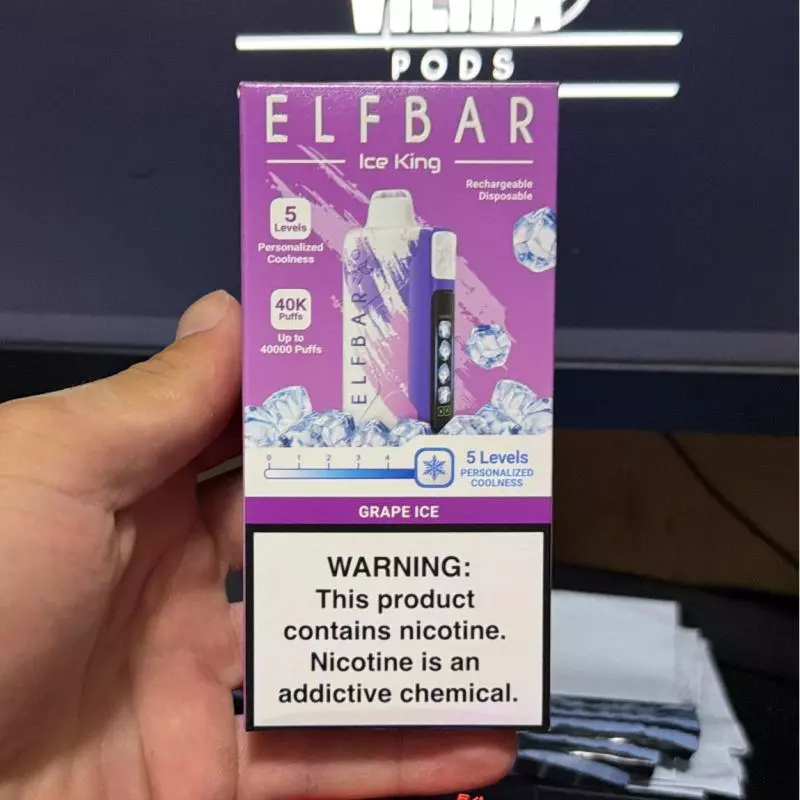 PODS
ELFBAR
Ice King
Rechargeable
Disposable
5
Levels
Personalized
Coolness
40K
Puffs
Up to
40000 Puffs
ELFBAR
0 1 2 3 4
5 Levels
PERSONALIZED
COOLNESS
GRAPE ICE
WARNING:
This product
contains nicotine.
Nicotine is an
addictive chemical.